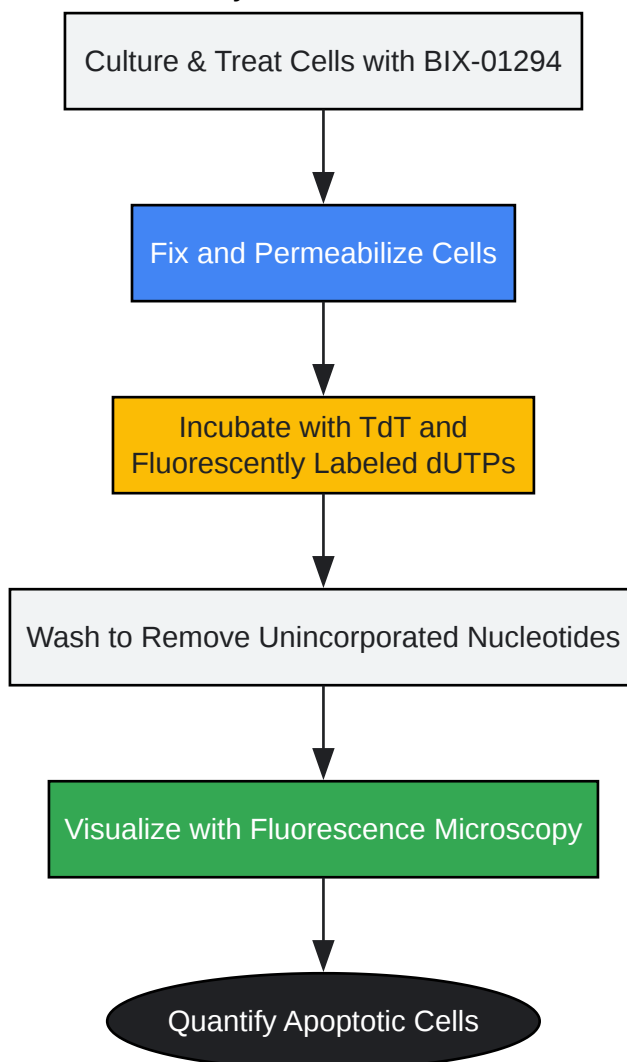 Culture & Treat Cells with BIX-01294
Fix and Permeabilize Cells
Incubate with TdT and
Fluorescently Labeled dUTPs
Wash to Remove Unincorporated Nucleotides
Visualize with Fluorescence Microscopy
Quantify Apoptotic Cells